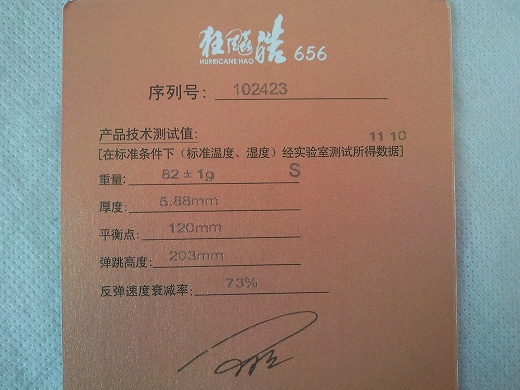 狂飚皓 656
HURRICANE HAO
序列号: 102423
产品技术测试值: 11 10
[在标准条件下（标准温度、湿度）经实验室测试所得数据]
重量: 82 ± 1g S
厚度: 5.88mm
平衡点: 120mm
弹跳高度: 203mm
反弹速度衰减率: 73%